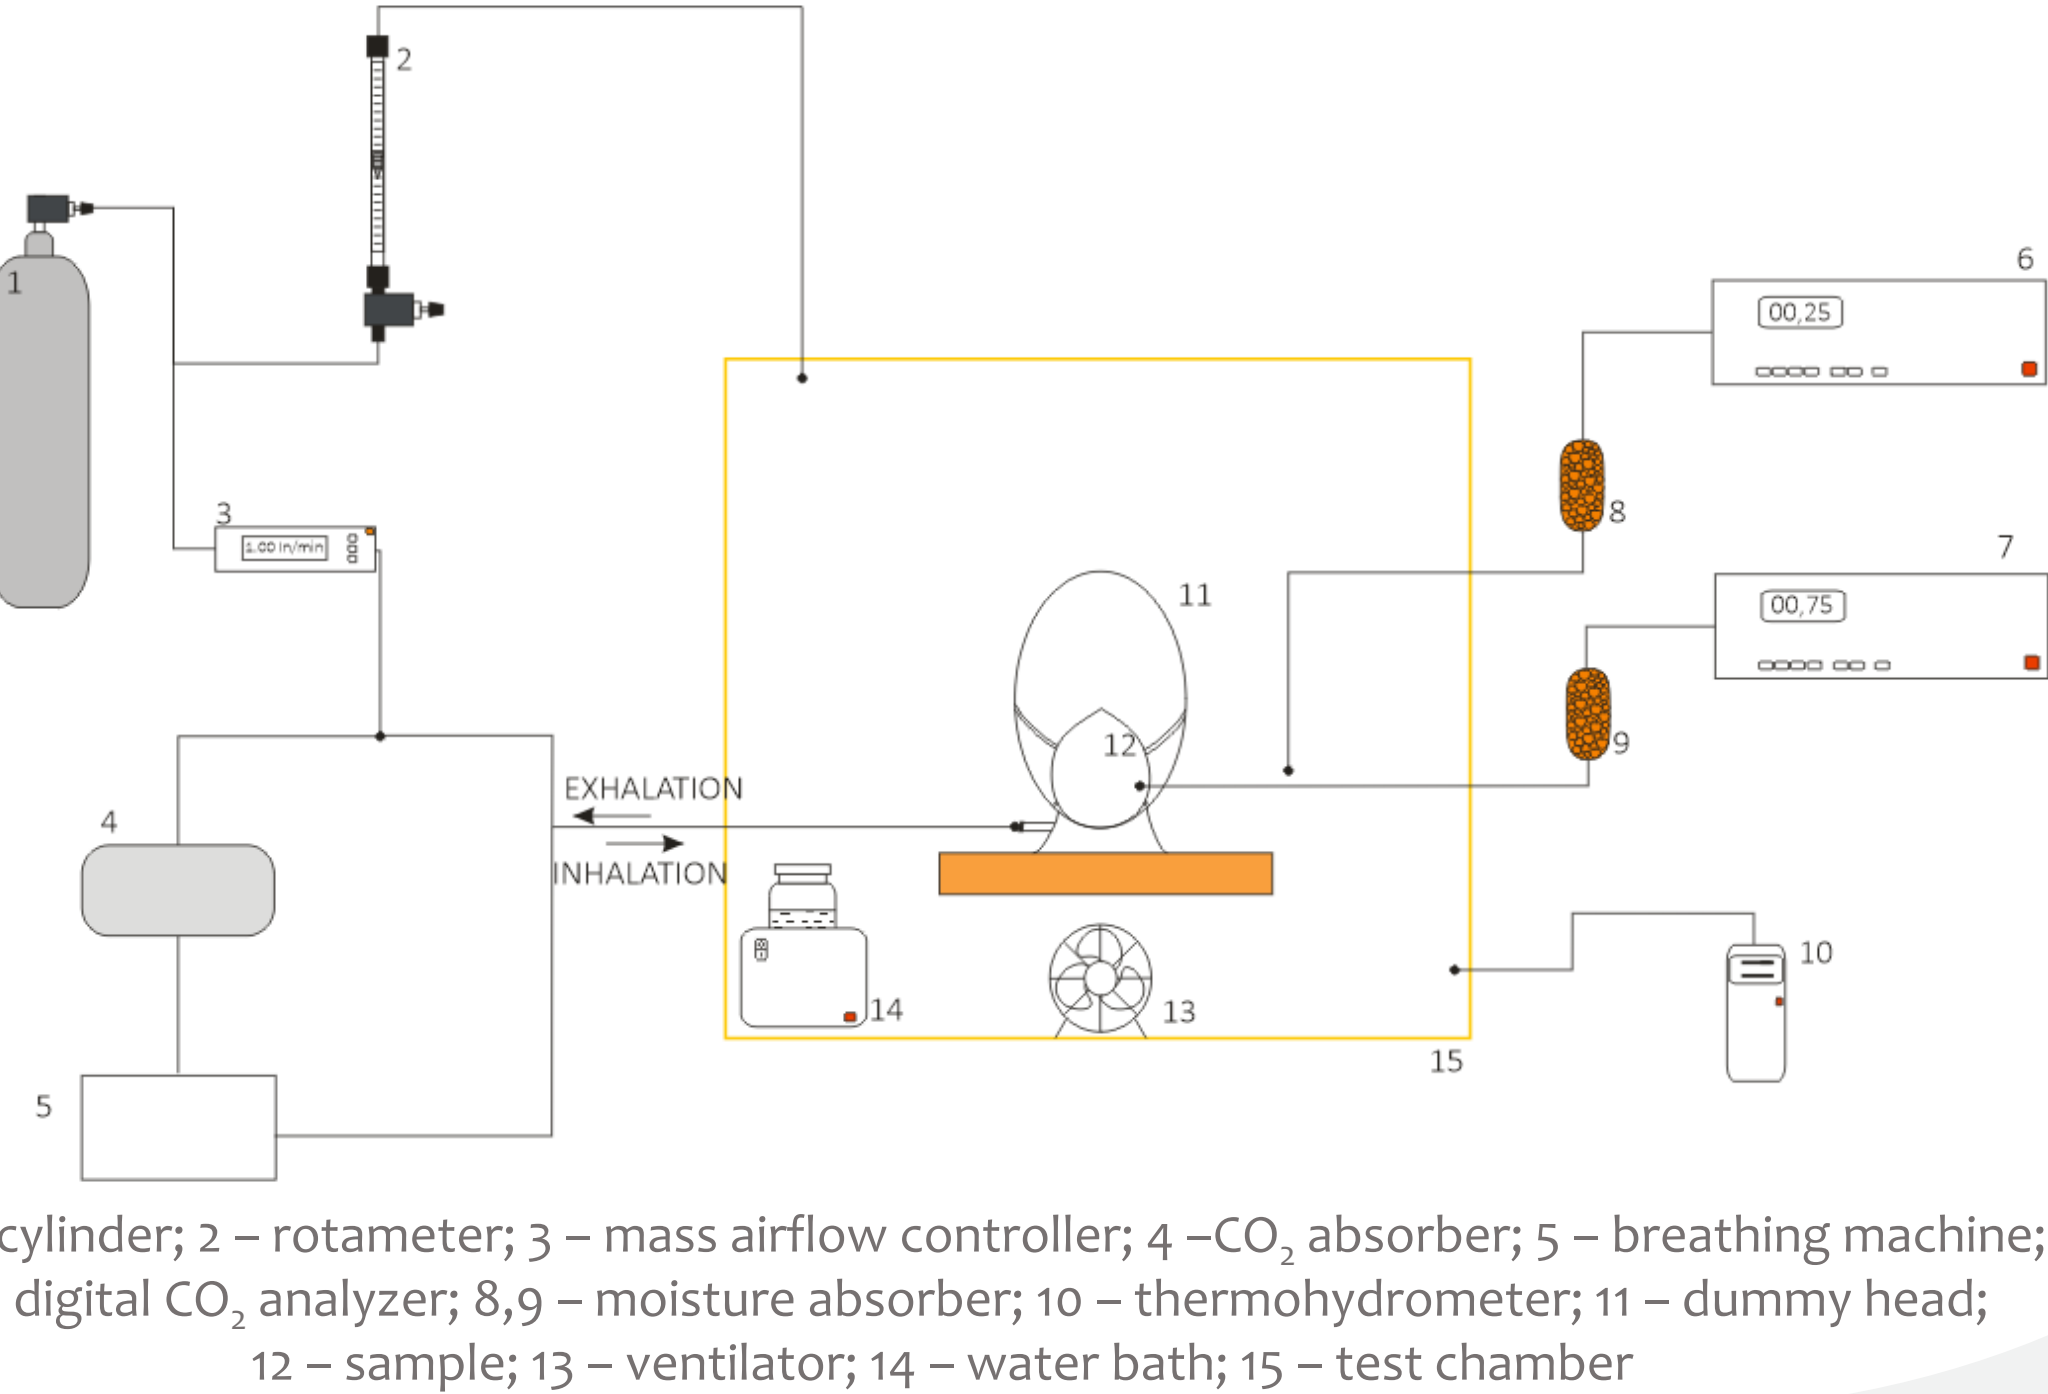 2
1
6
00,25
3
1.00 ln/min
8
7
00,75
11
12
9
EXHALATION
4
INHALATION
10
14
13
15
5
cylinder; 2 – rotameter; 3 – mass airflow controller; 4 –CO₂ absorber; 5 – breathing machine;
digital CO₂ analyzer; 8,9 – moisture absorber; 10 – thermohydrometer; 11 – dummy head;
12 – sample; 13 – ventilator; 14 – water bath; 15 – test chamber